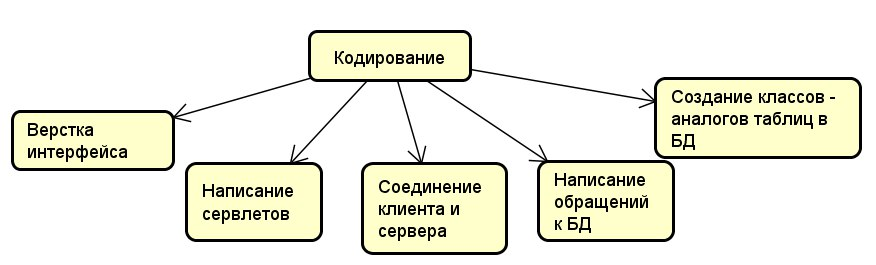 Кодирование
Верстка
интерфейса
Написание
сервлетов
Соединение
клиента и
сервера
Написание
обращений
к БД
Создание классов -
аналогов таблиц в
БД